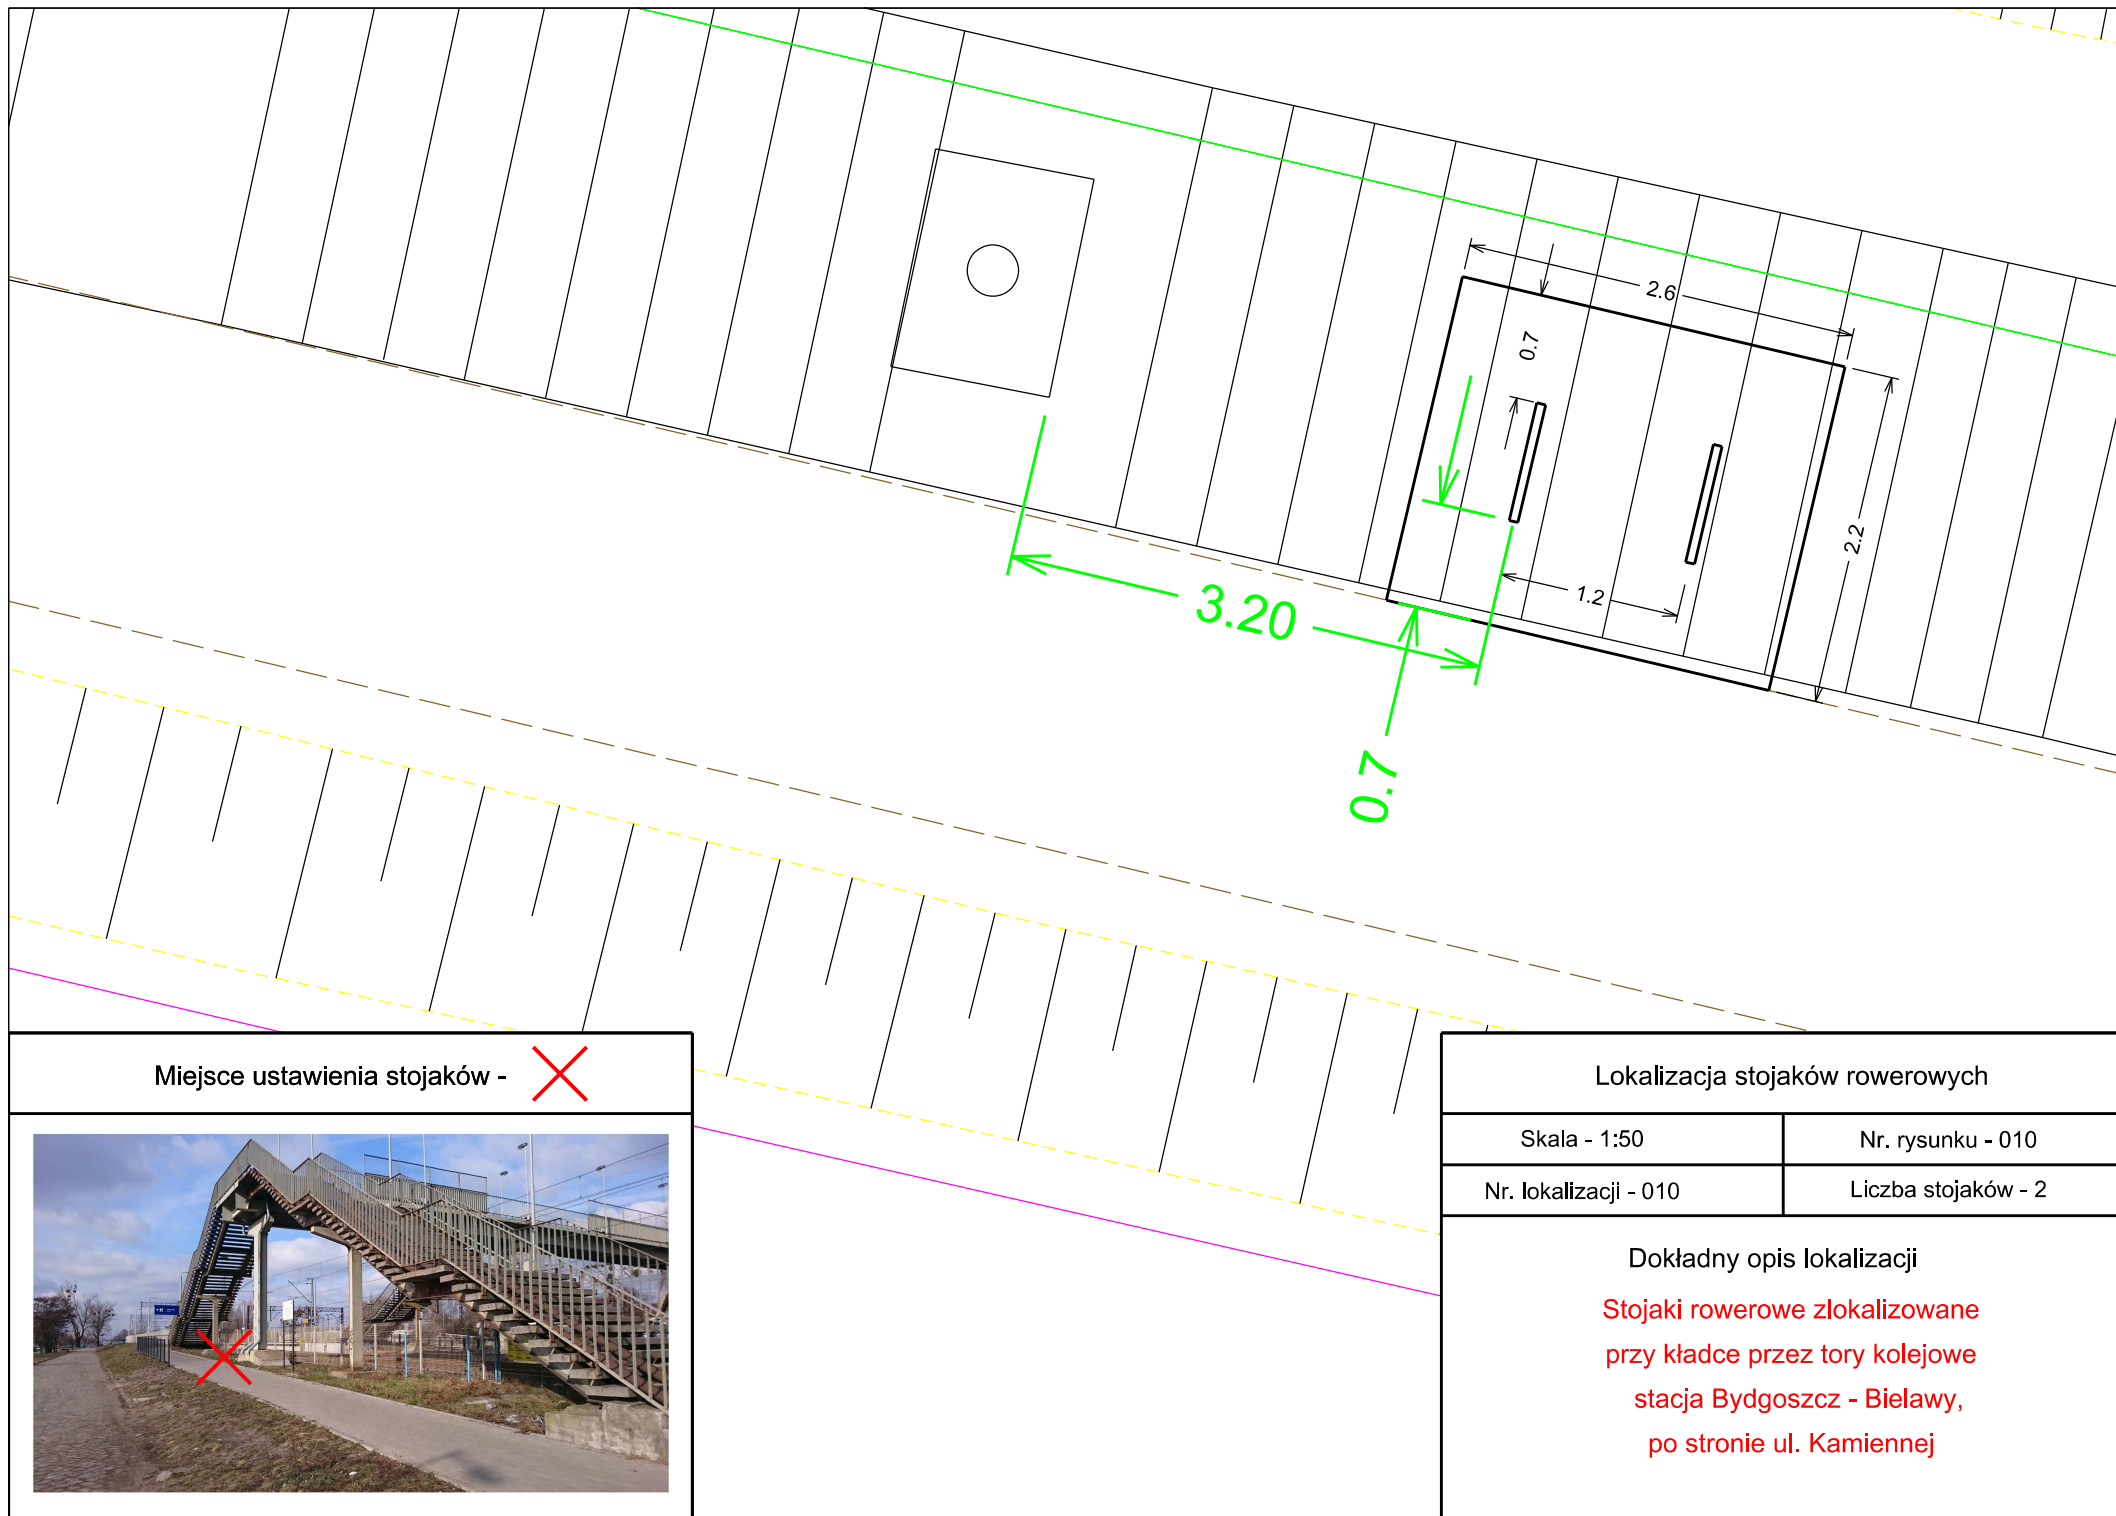 2.6
0.7
2.2
1.2
3.20
0.7
Miejsce ustawienia stojaków -
Lokalizacja stojaków rowerowych
Skala - 1:50
Nr. rysunku - 010
Nr. lokalizacji - 010
Liczba stojaków - 2
Dokładny opis lokalizacji
Stojaki rowerowe zlokalizowane
przy kładce przez tory kolejowe
stacja Bydgoszcz - Bielawy,
po stronie ul. Kamiennej